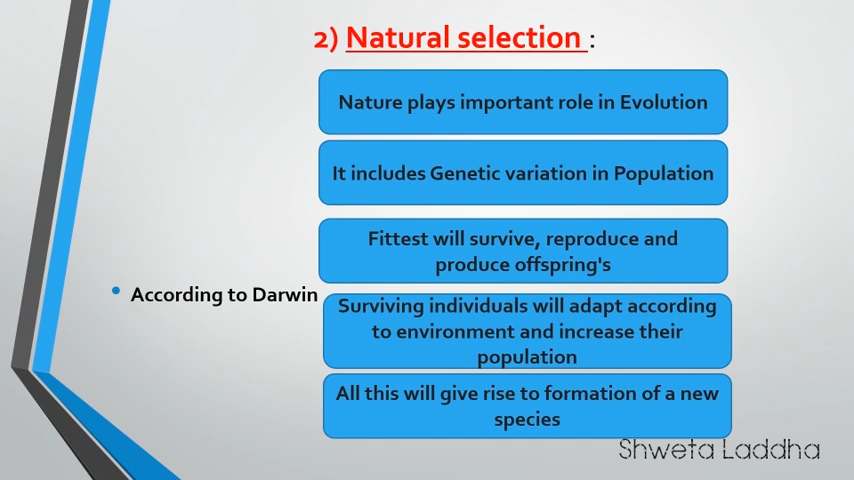 2) Natural selection :
Nature plays important role in Evolution
It includes Genetic variation in Population
Fittest will survive, reproduce and
produce offspring's
• According to Darwin
Surviving individuals will adapt according
to environment and increase their
population
All this will give rise to formation of a new
species
Shweta Laddha